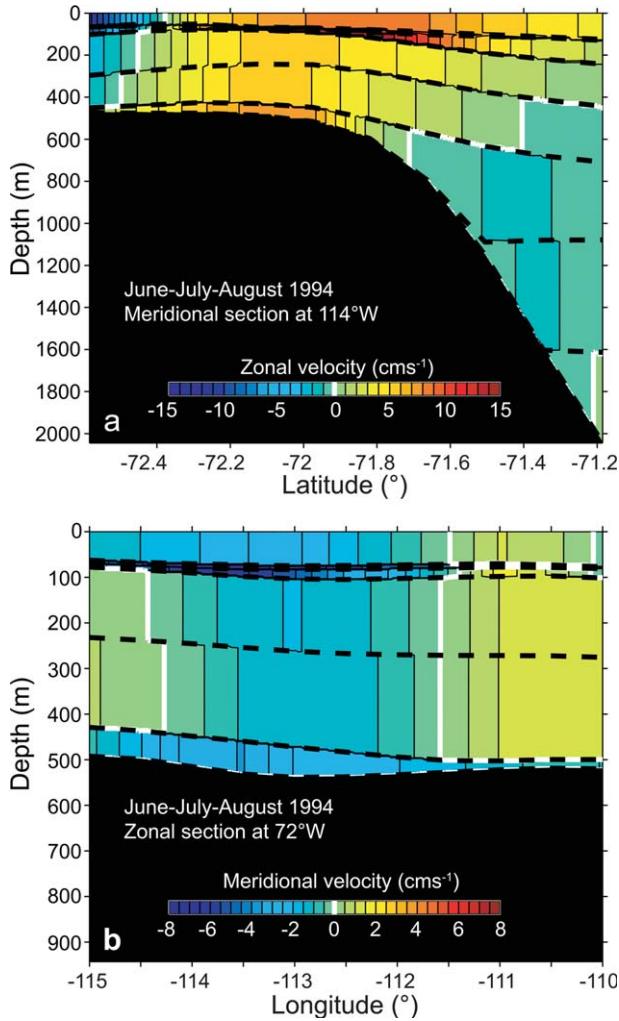 0
200
400
600
800
1000
1200
1400
1600
1800
2000
Depth (m)
June-July-August 1994
Meridional section at 114°W
Zonal velocity (cms⁻¹)
-15 -10 -5 0 5 10 15
a
-72.4 -72.2 -72 -71.8 -71.6 -71.4 -71.2
Latitude (°)
0
100
200
300
400
500
600
700
800
900
Depth (m)
June-July-August 1994
Zonal section at 72°W
Meridional velocity (cms⁻¹)
-8 -6 -4 -2 0 2 4 6 8
b
-115 -114 -113 -112 -111 -110
Longitude (°)